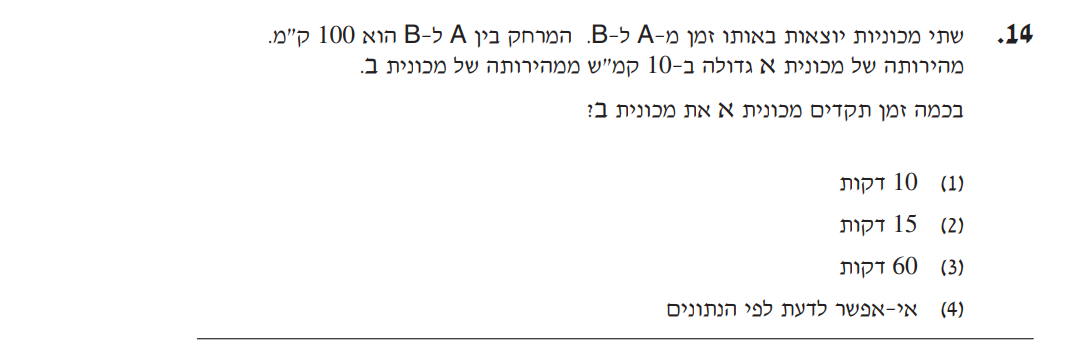 14. שתי מכוניות יוצאות באותו זמן מ-A ל-B. המרחק בין A ל-B הוא 100 ק"מ.
מהירותה של מכונית א גדולה ב-10 קמ"ש ממהירותה של מכונית ב.
בכמה זמן תקדים מכונית א את מכונית ב?
(1) 10 דקות
(2) 15 דקות
(3) 60 דקות
(4) אי-אפשר לדעת לפי הנתונים